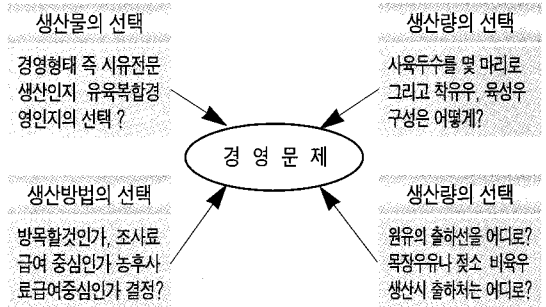 생산물의 선택
경영형태 즉 시유전문
생산인지 유육복합경
영인지의 선택 ?
생산량의 선택
사육두수를 몇 마리로
그리고 착유우, 육성우
구성은 어떻게?
경 영 문 제
생산방법의 선택
방목할것인가, 조사료
급여 중심인가 농후사
료급여중심인가 결정?
생산량의 선택
원유의 출하선을 어디로?
목장우유나 젖소 비육우
생산시 출하처는 어디로?